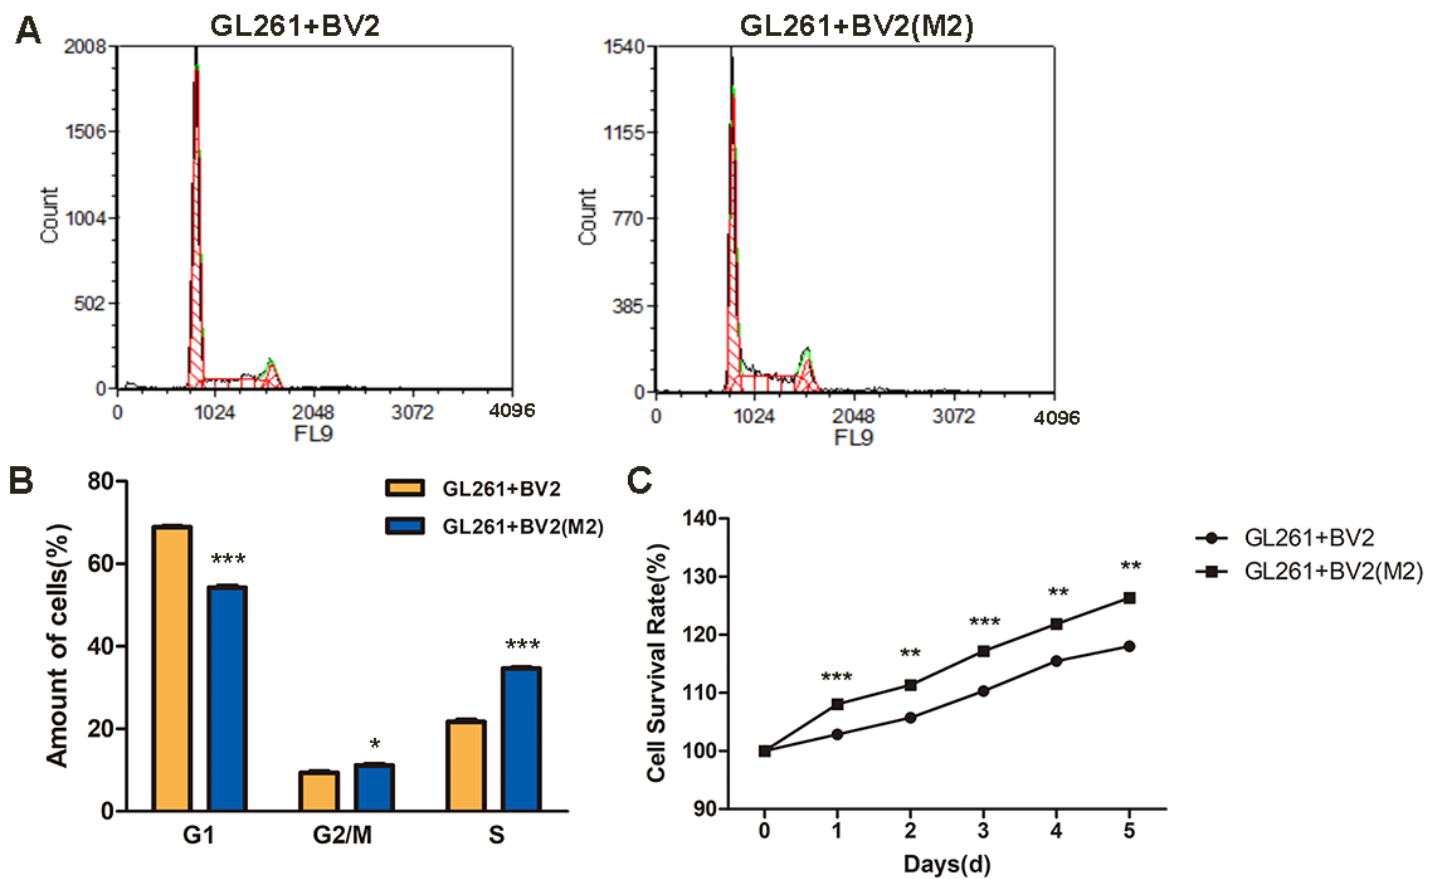 A
GL261+BV2
2008
1506
1004
502
0
Count
0 1024 2048 3072 4096
FL9
GL261+BV2(M2)
1540
1155
770
385
0
Count
0 1024 2048 3072 4096
FL9
B
GL261+BV2
GL261+BV2(M2)
80
60
40
20
0
Amount of cells(%)
***
*
***
G1 G2/M S
C
GL261+BV2
GL261+BV2(M2)
140
130
120
110
100
90
Cell Survival Rate(%)
*** ** *** ** **
0 1 2 3 4 5
Days(d)